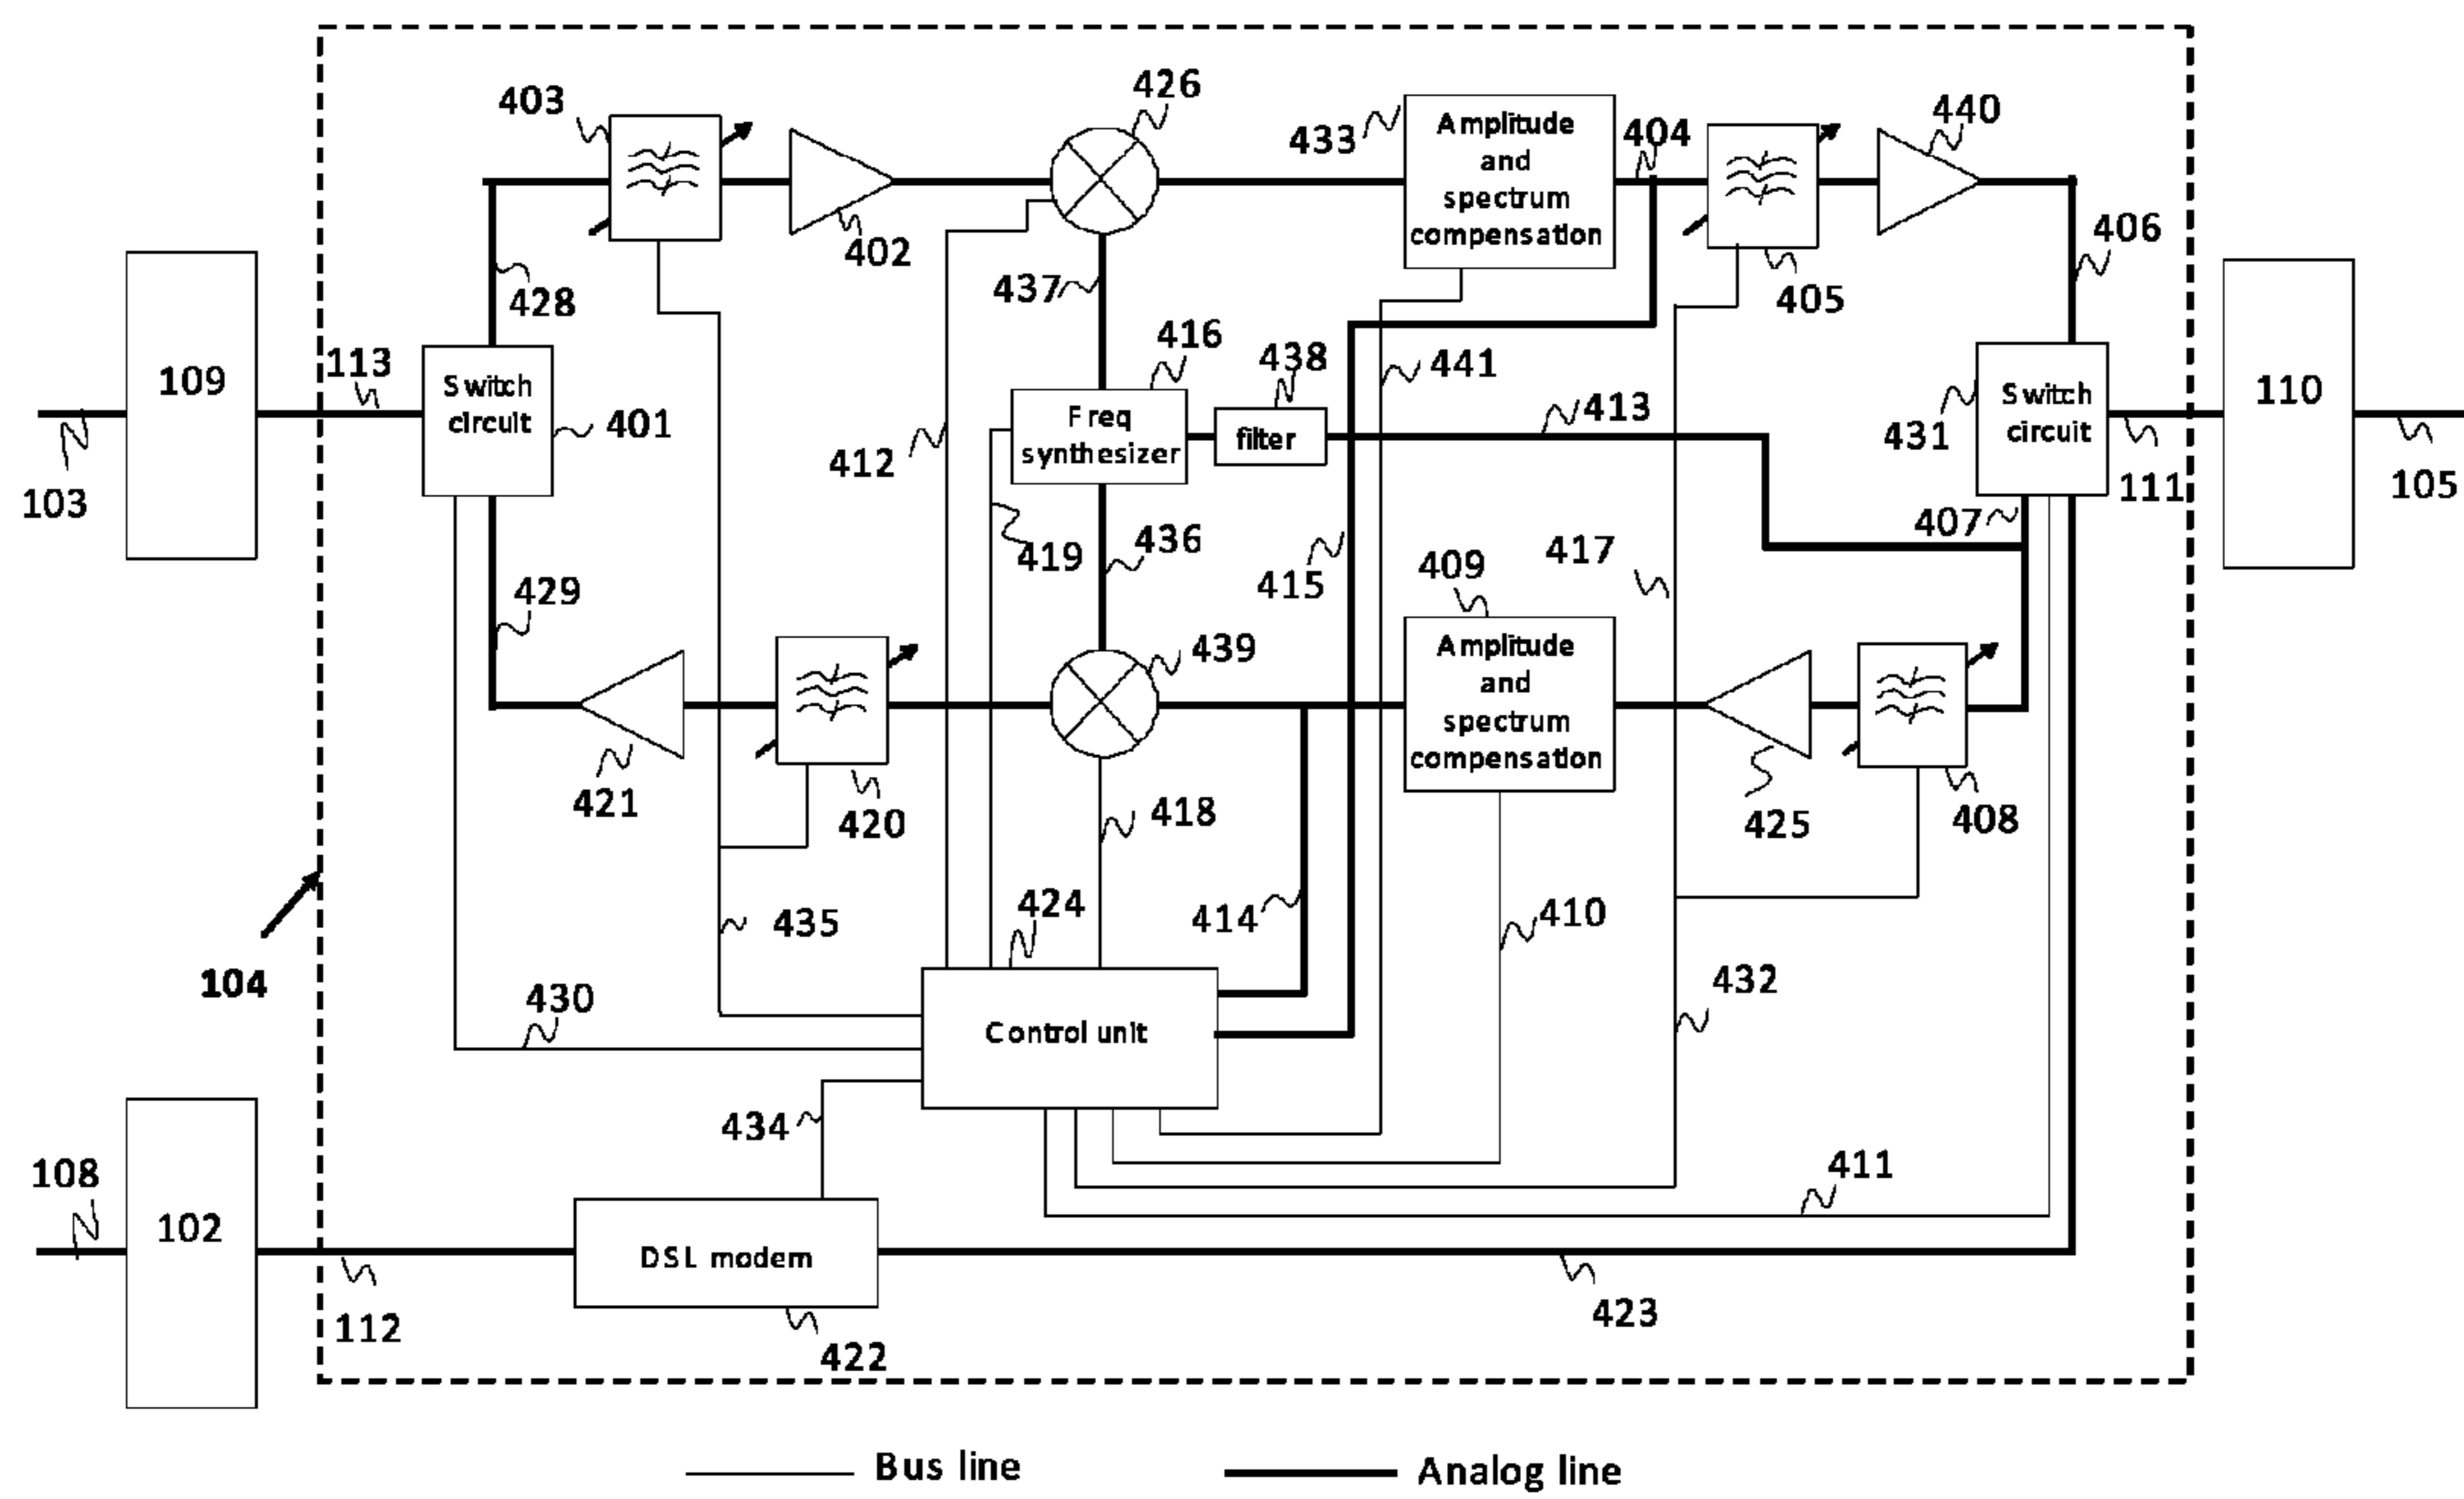 426
403
433
Amplitude
and
spectrum
compensation
404
440
402
406
437
405
428
109
113
Switch
circuit
401
416
438
441
413
Freq
synthesizer
filter
412
431
Switch
circuit
110
103
111
105
407
419
436
415
417
409
429
439
Amplitude
and
spectrum
compensation
421
420
418
425
408
424
414
410
435
104
430
432
Control unit
434
108
102
411
DSL modem
112
422
423
Bus line
Analog line